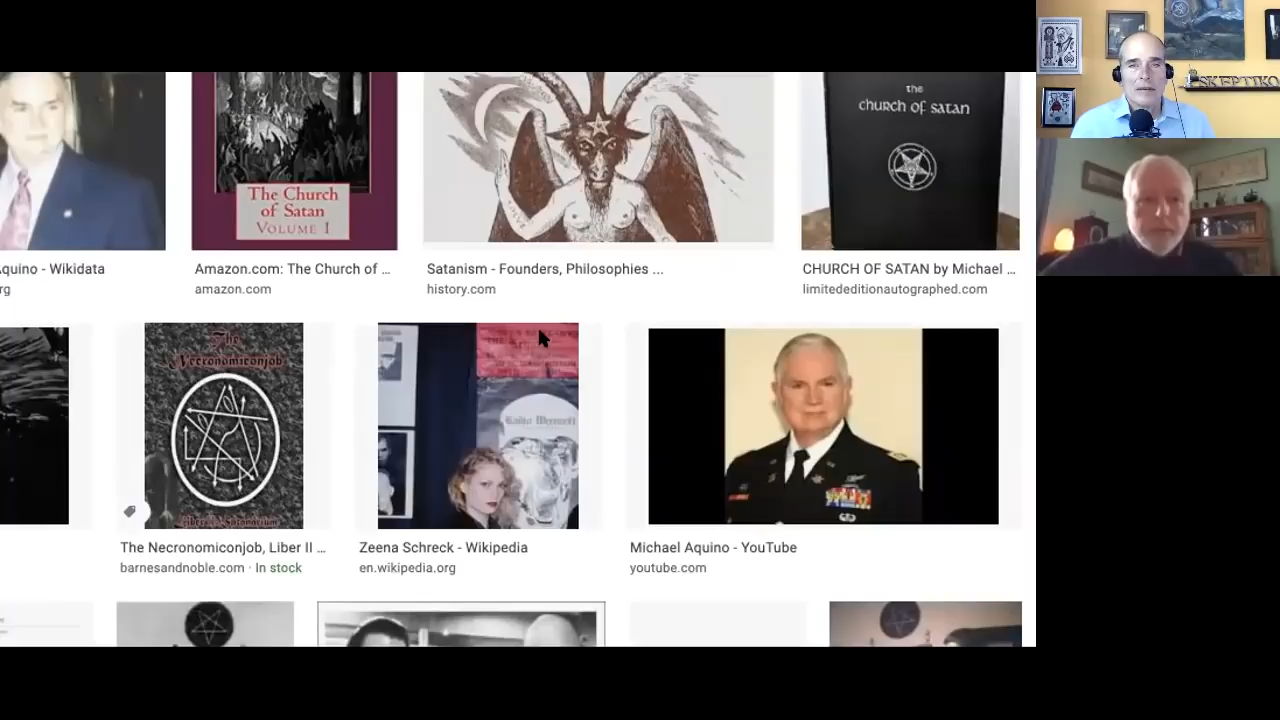 SKEPTIKO
the
church of satan
The Church
of Satan
VOLUME I
Aquino - Wikidata
rg
Amazon.com: The Church of ...
amazon.com
Satanism - Founders, Philosophies ...
history.com
CHURCH OF SATAN by Michael ...
limitededitionautographed.com
The
Necronomiconjob
The Necronomiconjob, Liber II ...
barnesandnoble.com · In stock
Zeena Schreck - Wikipedia
en.wikipedia.org
Michael Aquino - YouTube
youtube.com